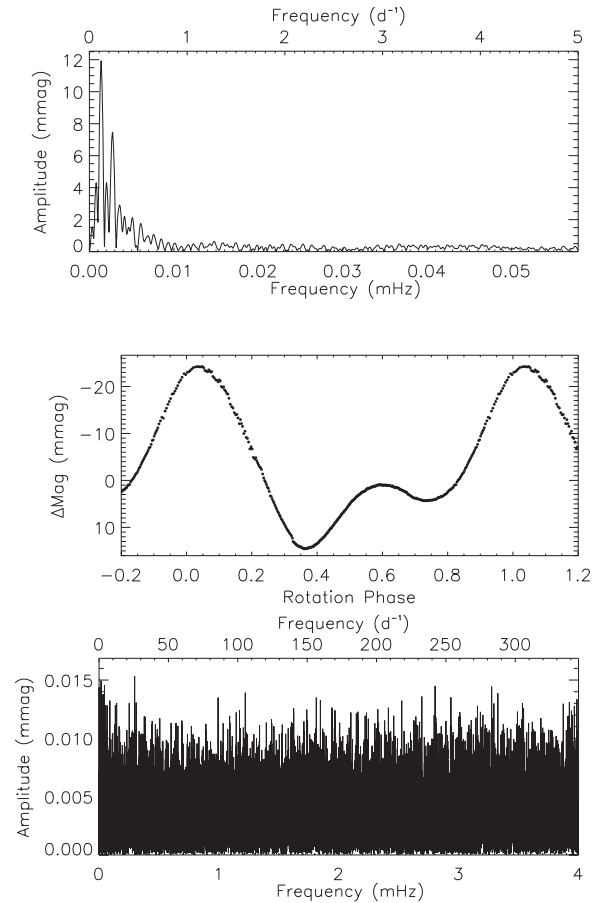 Frequency (d⁻¹)
0 1 2 3 4 5
Amplitude (mmag)
12
10
8
6
4
2
0
0.00 0.01 0.02 0.03 0.04 0.05
Frequency (mHz)
ΔMag (mmag)
−20
−10
0
10
−0.2 0.0 0.2 0.4 0.6 0.8 1.0 1.2
Rotation Phase
Frequency (d⁻¹)
0 50 100 150 200 250 300
Amplitude (mmag)
0.015
0.010
0.005
0.000
0 1 2 3 4
Frequency (mHz)